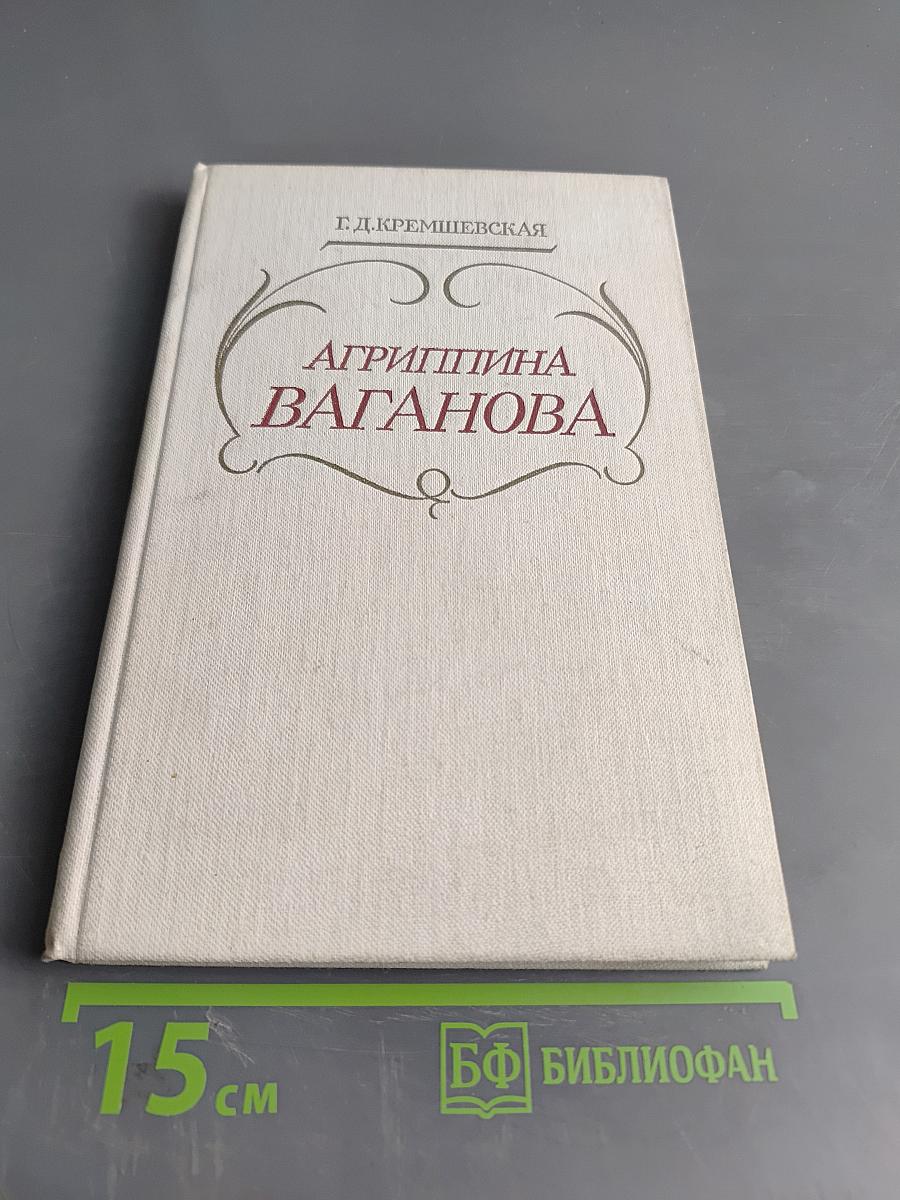 Г. Д. КРЕМШЕВСКАЯ
АГРИППИНА
ВАГАНОВА
15 см
БФ БИБЛИОФАН